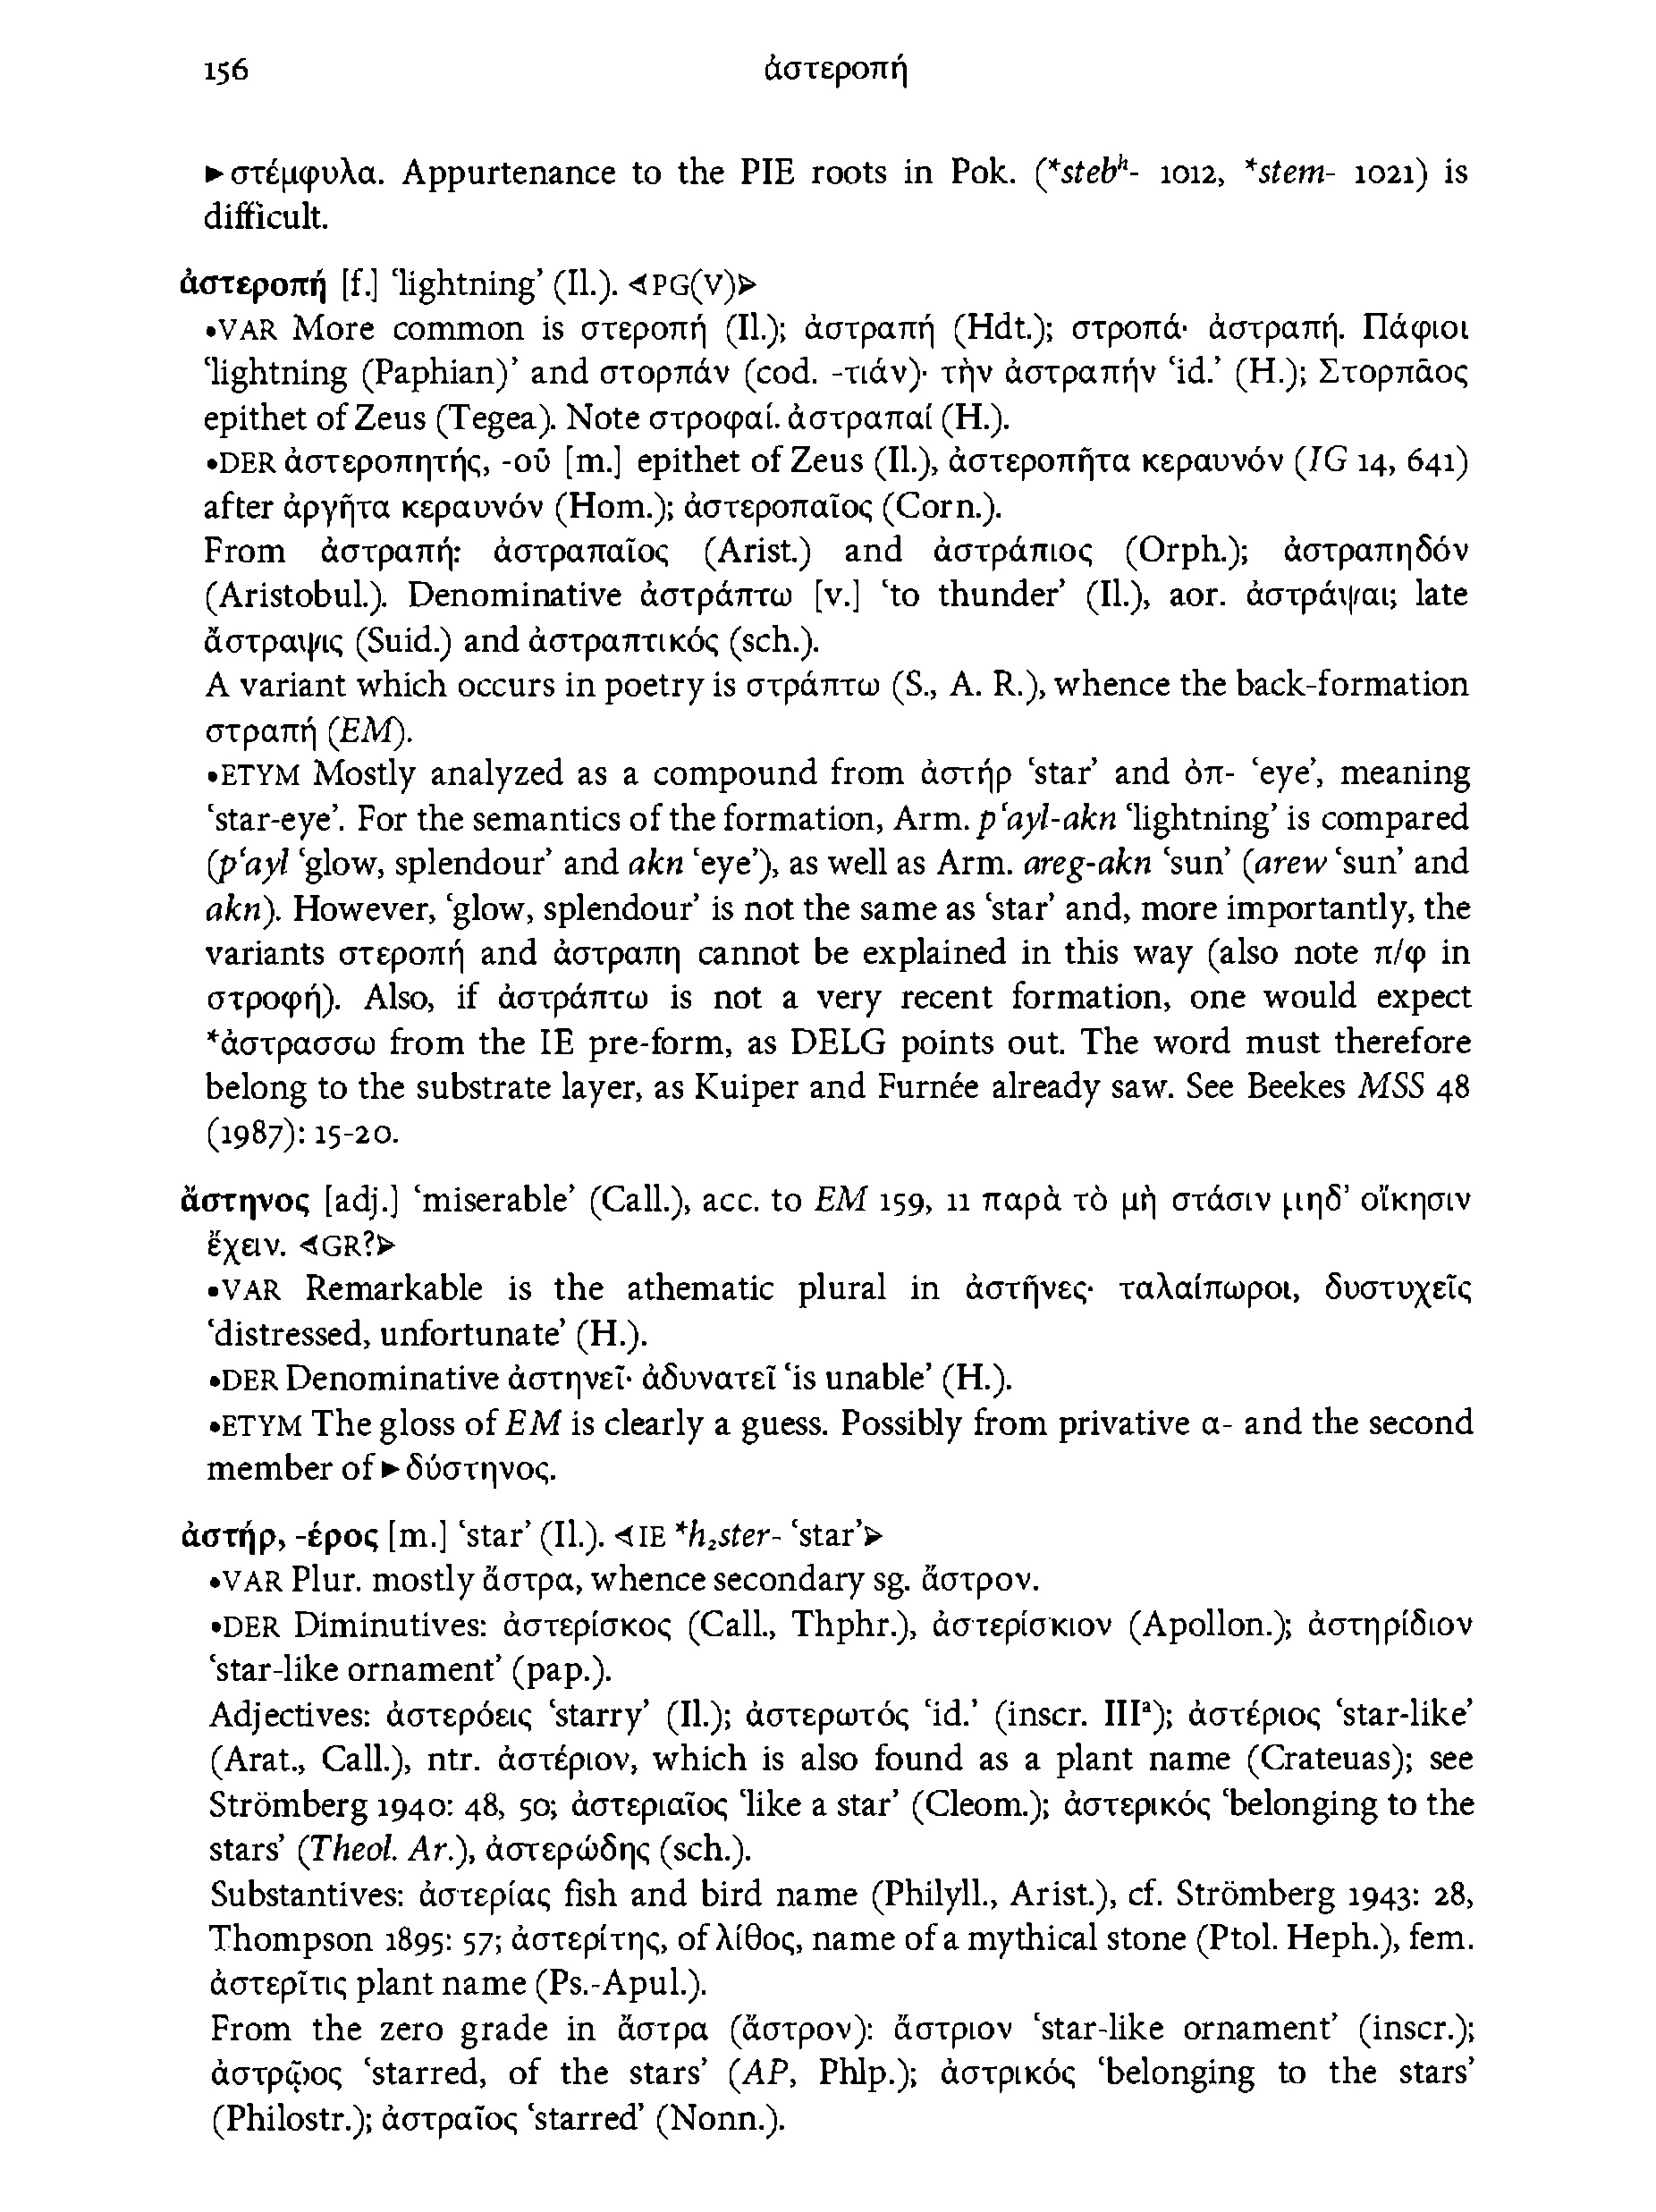 156 ἀστεροπή
►στέμφυλα. Appurtenance to the PIE roots in Pok. (*stebʰ- 1012, *stem- 1021) is
difficult.
ἀστεροπή [f.] ‘lightning’ (Il.). ◁PG(V)▷
•VAR More common is στεροπή (Il.); ἀστραπή (Hdt.); στροπά· ἀστραπή. Πάφιοι
‘lightning (Paphian)’ and στορπάν (cod. -τιάν)· τὴν ἀστραπήν ‘id.’ (H.); Στορπᾶος
epithet of Zeus (Tegea). Note στροφαί. ἀστραπαί (H.).
•DER ἀστεροπητής, -οῦ [m.] epithet of Zeus (Il.), ἀστεροπῆτα κεραυνόν (IG 14, 641)
after ἀργῆτα κεραυνόν (Hom.); ἀστεροπαῖος (Corn.).
From ἀστραπή: ἀστραπαῖος (Arist.) and ἀστράπιος (Orph.); ἀστραπηδόν
(Aristobul.). Denominative ἀστράπτω [v.] ‘to thunder’ (Il.), aor. ἀστράψαι; late
ἄστραψις (Suid.) and ἀστραπτικός (sch.).
A variant which occurs in poetry is στράπτω (S., A. R.), whence the back-formation
στραπή (EM).
•ETYM Mostly analyzed as a compound from ἀστήρ ‘star’ and ὀπ- ‘eye’, meaning
‘star-eye’. For the semantics of the formation, Arm. p‘ayl-akn ‘lightning’ is compared
(p‘ayl ‘glow, splendour’ and akn ‘eye’), as well as Arm. areg-akn ‘sun’ (arew ‘sun’ and
akn). However, ‘glow, splendour’ is not the same as ‘star’ and, more importantly, the
variants στεροπή and ἀστραπη cannot be explained in this way (also note π/φ in
στροφή). Also, if ἀστράπτω is not a very recent formation, one would expect
*ἀστρασσω from the IE pre-form, as DELG points out. The word must therefore
belong to the substrate layer, as Kuiper and Furnée already saw. See Beekes MSS 48
(1987): 15-20.
ἄστηνος [adj.] ‘miserable’ (Call.), acc. to EM 159, 11 παρὰ τὸ μὴ στάσιν μηδ’ οἴκησιν
ἔχειν. ◁GR?▷
•VAR Remarkable is the athematic plural in ἀστῆνες· ταλαίπωροι, δυστυχεῖς
‘distressed, unfortunate’ (H.).
•DER Denominative ἀστηνεῖ· ἀδυνατεῖ ‘is unable’ (H.).
•ETYM The gloss of EM is clearly a guess. Possibly from privative α- and the second
member of ►δύστηνος.
ἀστήρ, -έρος [m.] ‘star’ (Il.). ◁IE *h₂ster- ‘star’▷
•VAR Plur. mostly ἄστρα, whence secondary sg. ἄστρον.
•DER Diminutives: ἀστερίσκος (Call., Thphr.), ἀστερίσκιον (Apollon.); ἀστηρίδιον
‘star-like ornament’ (pap.).
Adjectives: ἀστερόεις ‘starry’ (Il.); ἀστερωτός ‘id.’ (inscr. IIIᵃ); ἀστέριος ‘star-like’
(Arat., Call.), ntr. ἀστέριον, which is also found as a plant name (Crateuas); see
Strömberg 1940: 48, 50; ἀστεριαῖος ‘like a star’ (Cleom.); ἀστερικός ‘belonging to the
stars’ (Theol. Ar.), ἀστερώδης (sch.).
Substantives: ἀστερίας fish and bird name (Philyll., Arist.), cf. Strömberg 1943: 28,
Thompson 1895: 57; ἀστερίτης, of λίθος, name of a mythical stone (Ptol. Heph.), fem.
ἀστερῖτις plant name (Ps.-Apul.).
From the zero grade in ἄστρα (ἄστρον): ἄστριον ‘star-like ornament’ (inscr.);
ἀστρῷος ‘starred, of the stars’ (AP, Phlp.); ἀστρικός ‘belonging to the stars’
(Philostr.); ἀστραῖος ‘starred’ (Nonn.).